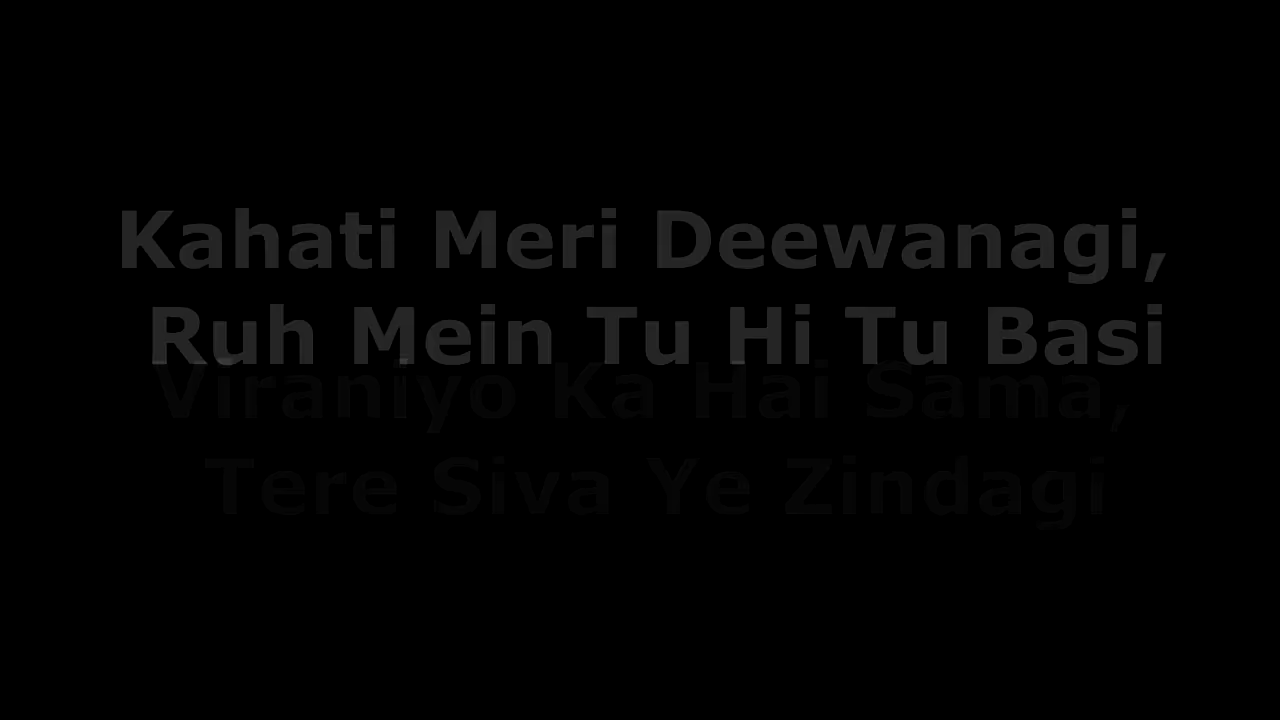 Kahati Meri Deewanagi,
Ruh Mein Tu Hi Tu Basi
Viraniyo Ka Hai Sama,
Tere Siva Ye Zindagi